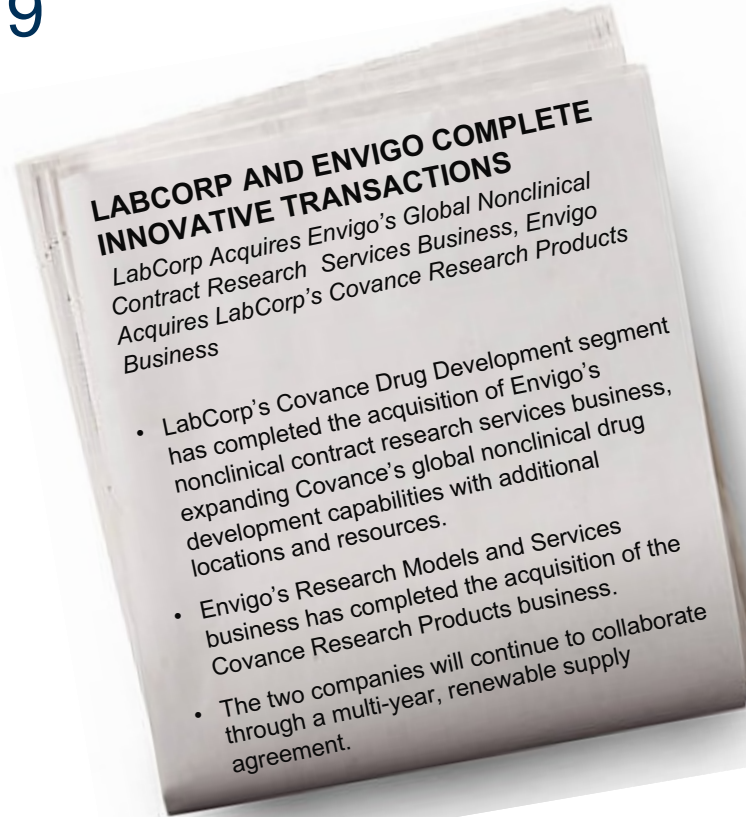 9
LABCORP AND ENVIGO COMPLETE
INNOVATIVE TRANSACTIONS
LabCorp Acquires Envigo's Global Nonclinical
Contract Research Services Business, Envigo
Acquires LabCorp's Covance Research Products
Business
• LabCorp's Covance Drug Development segment
has completed the acquisition of Envigo's
nonclinical contract research services business,
expanding Covance's global nonclinical drug
development capabilities with additional
locations and resources.
• Envigo's Research Models and Services
business has completed the acquisition of the
Covance Research Products business.
• The two companies will continue to collaborate
through a multi-year, renewable supply
agreement.